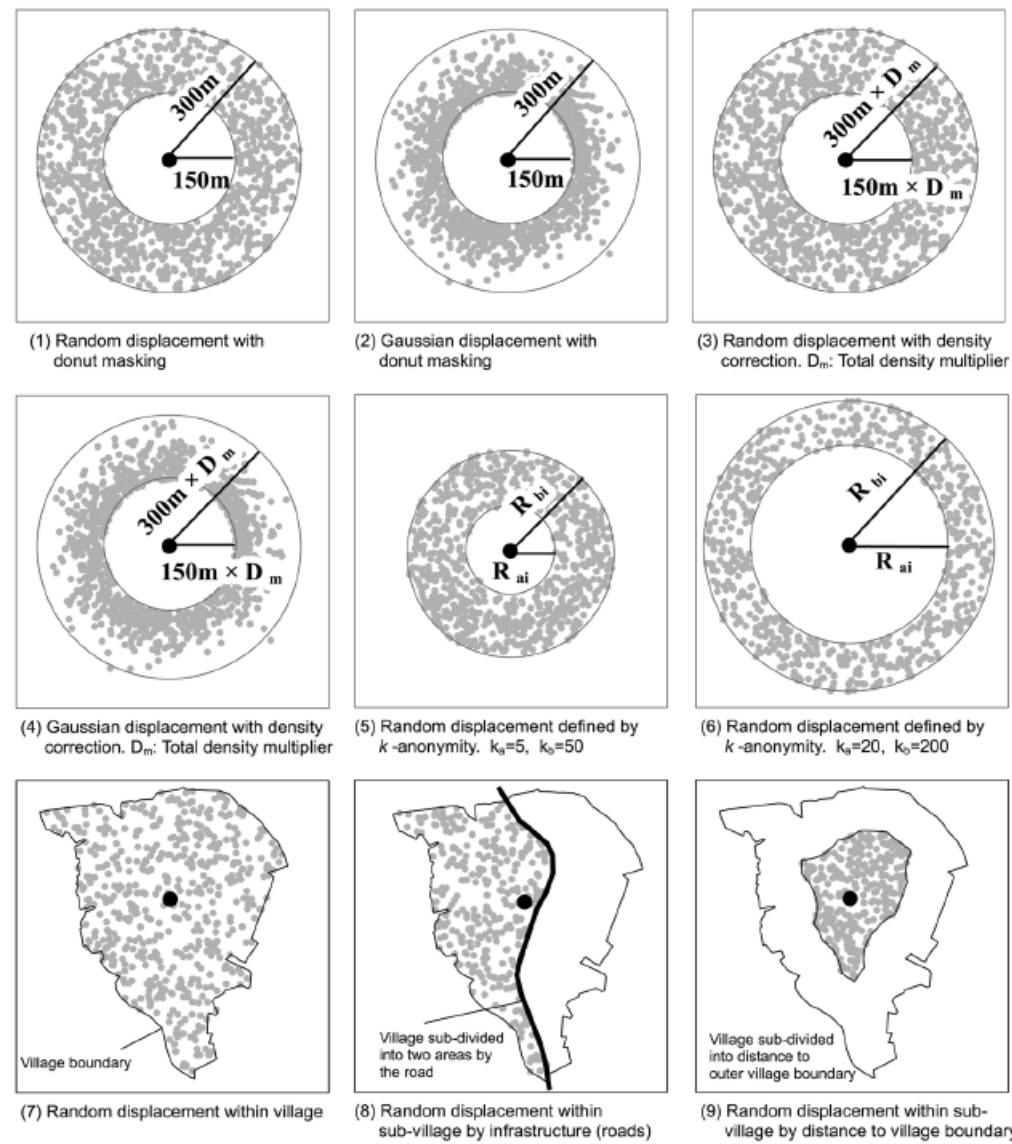 300m
150m
(1) Random displacement with
donut masking
300m
150m
(2) Gaussian displacement with
donut masking
300m × D m
150m × D m
(3) Random displacement with density
correction. Dm: Total density multiplier
300m × D m
150m × D m
(4) Gaussian displacement with density
correction. Dm: Total density multiplier
R bi
R ai
(5) Random displacement defined by
k -anonymity. ka=5, kb=50
R bi
R ai
(6) Random displacement defined by
k -anonymity. ka=20, kb=200
Village boundary
(7) Random displacement within village
Village sub-divided
into two areas by
the road
(8) Random displacement within
sub-village by infrastructure (roads)
Village sub-divided
into distance to
outer village boundary
(9) Random displacement within sub-
village by distance to village boundary